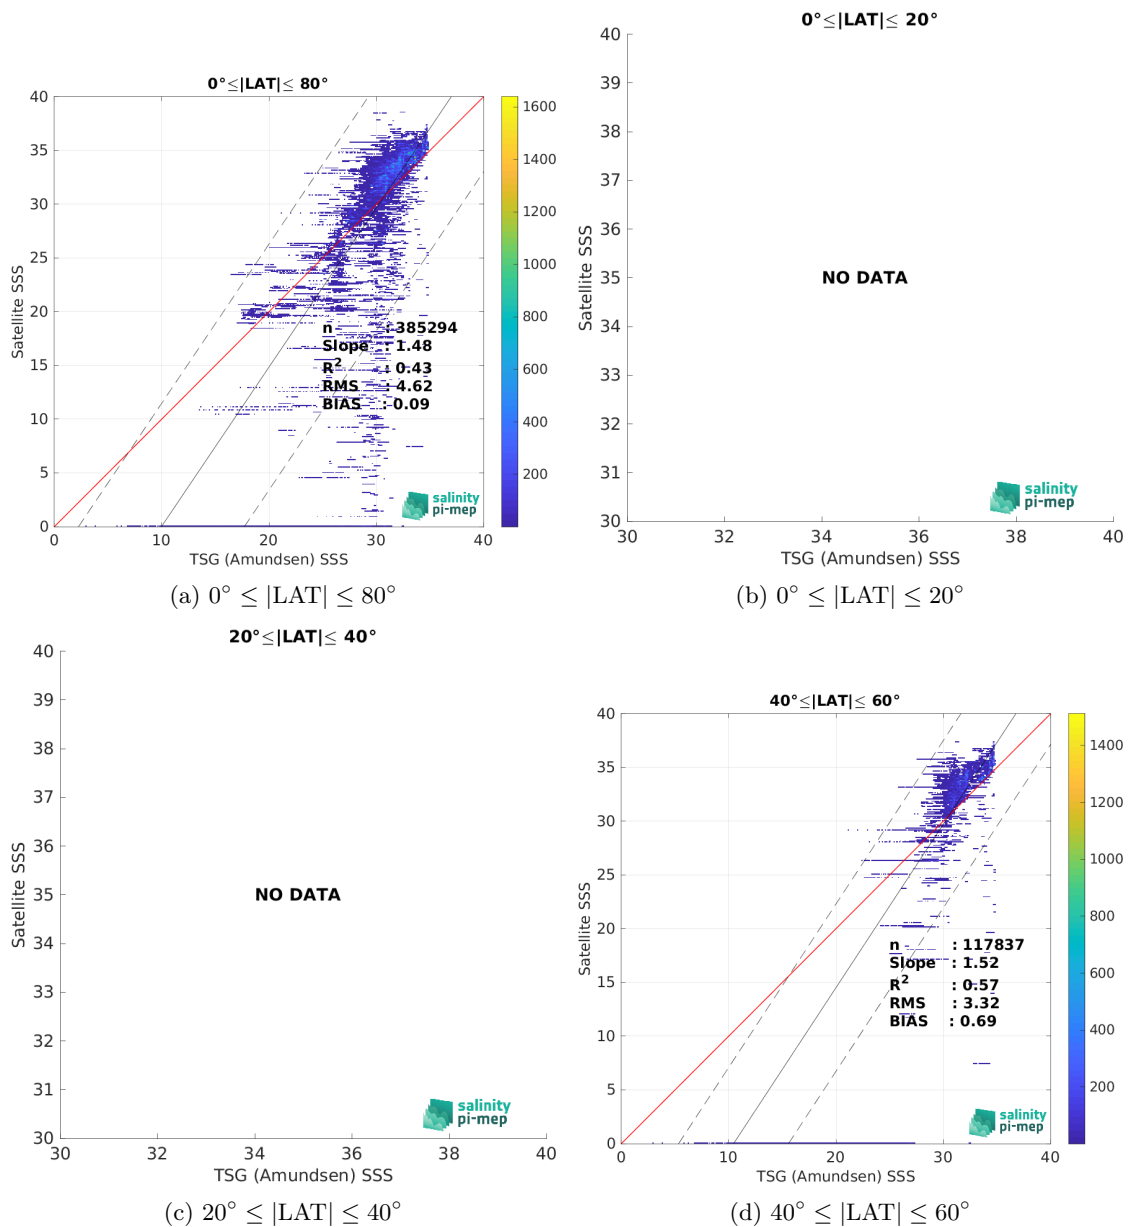 0°≤|LAT|≤ 80°
40
35
30
25
20
15
10
5
0
0
10
20
30
40
Satellite SSS
TSG (Amundsen) SSS
n : 385294
Slope : 1.48
R² : 0.43
RMS : 4.62
BIAS :-0.09
salinity
pi-mep
1600
1400
1200
1000
800
600
400
200
(a) 0° ≤ |LAT| ≤ 80°
0°≤|LAT|≤ 20°
40
39
38
37
36
35
34
33
32
31
30
30
32
34
36
38
40
Satellite SSS
TSG (Amundsen) SSS
NO DATA
salinity
pi-mep
(b) 0° ≤ |LAT| ≤ 20°
20°≤|LAT|≤ 40°
40
39
38
37
36
35
34
33
32
31
30
30
32
34
36
38
40
Satellite SSS
TSG (Amundsen) SSS
NO DATA
salinity
pi-mep
(c) 20° ≤ |LAT| ≤ 40°
40°≤|LAT|≤ 60°
40
35
30
25
20
15
10
5
0
0
10
20
30
40
Satellite SSS
TSG (Amundsen) SSS
n : 117837
Slope : 1.52
R² : 0.57
RMS : 3.32
BIAS : 0.69
salinity
pi-mep
1400
1200
1000
800
600
400
200
(d) 40° ≤ |LAT| ≤ 60°